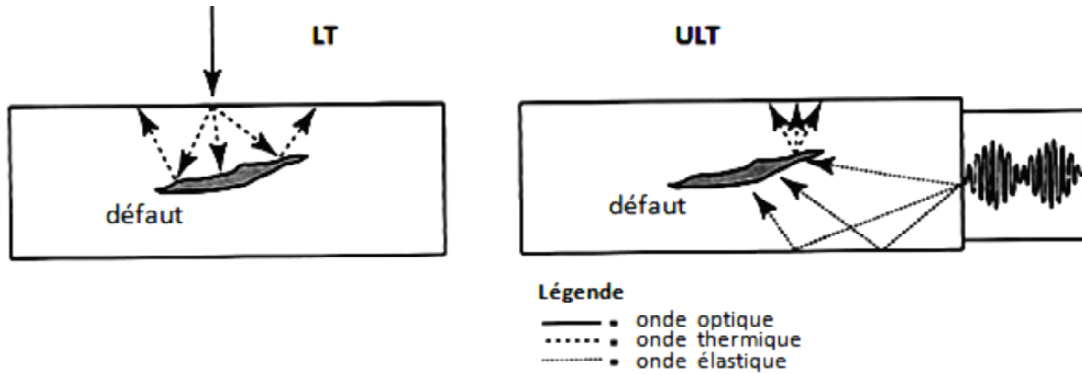 LT
ULT
défaut
défaut
Légende
onde optique
onde thermique
onde élastique